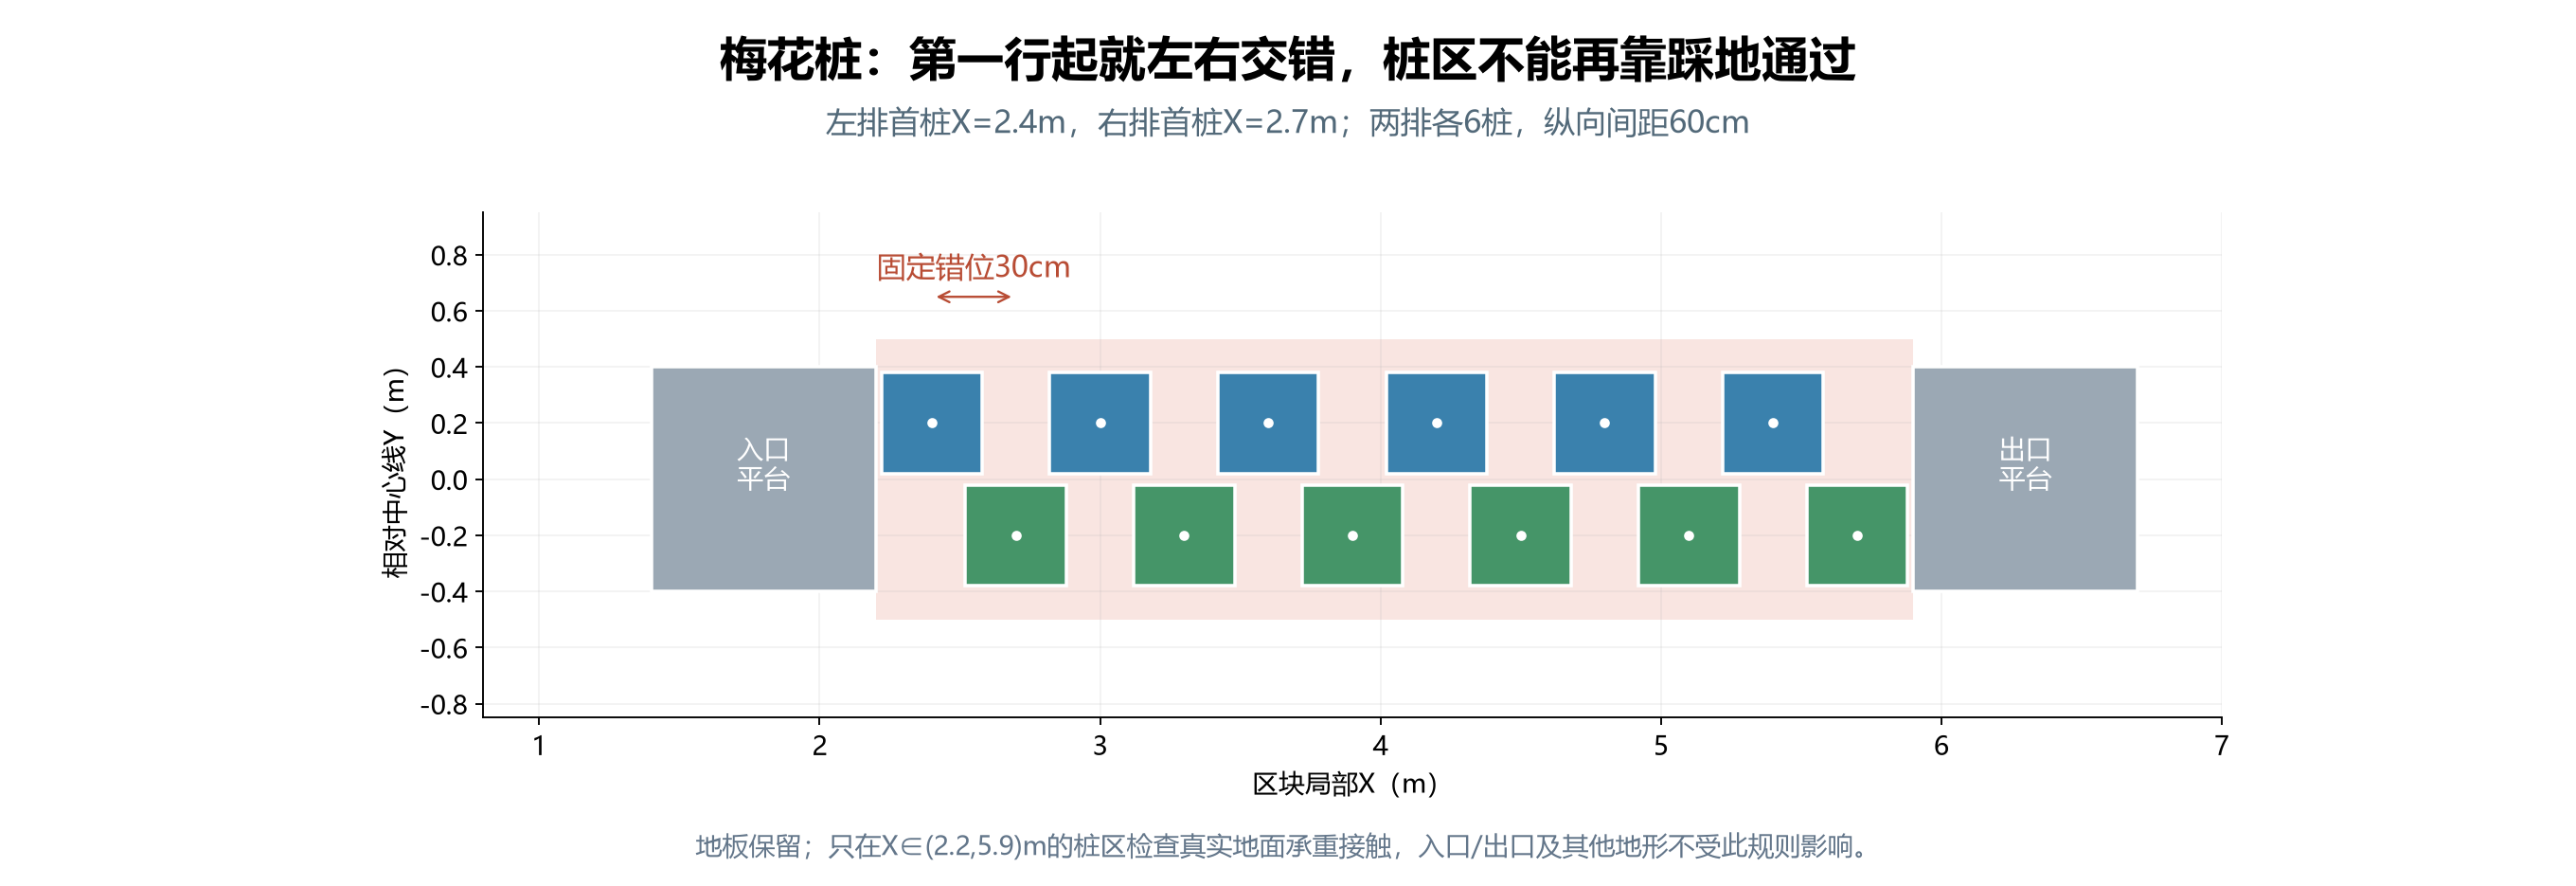 梅花桩：第一行起就左右交错，桩区不能再靠踩地通过
左排首桩X=2.4m，右排首桩X=2.7m；两排各6桩，纵向间距60cm
固定错位30cm
0.8
0.6
0.4
0.2
0.0
-0.2
-0.4
-0.6
-0.8
相对中心线Y（m）
入口
平台
出口
平台
1 2 3 4 5 6 7
区块局部X（m）
地板保留；只在X∈(2.2,5.9)m的桩区检查真实地面承重接触，入口/出口及其他地形不受此规则影响。